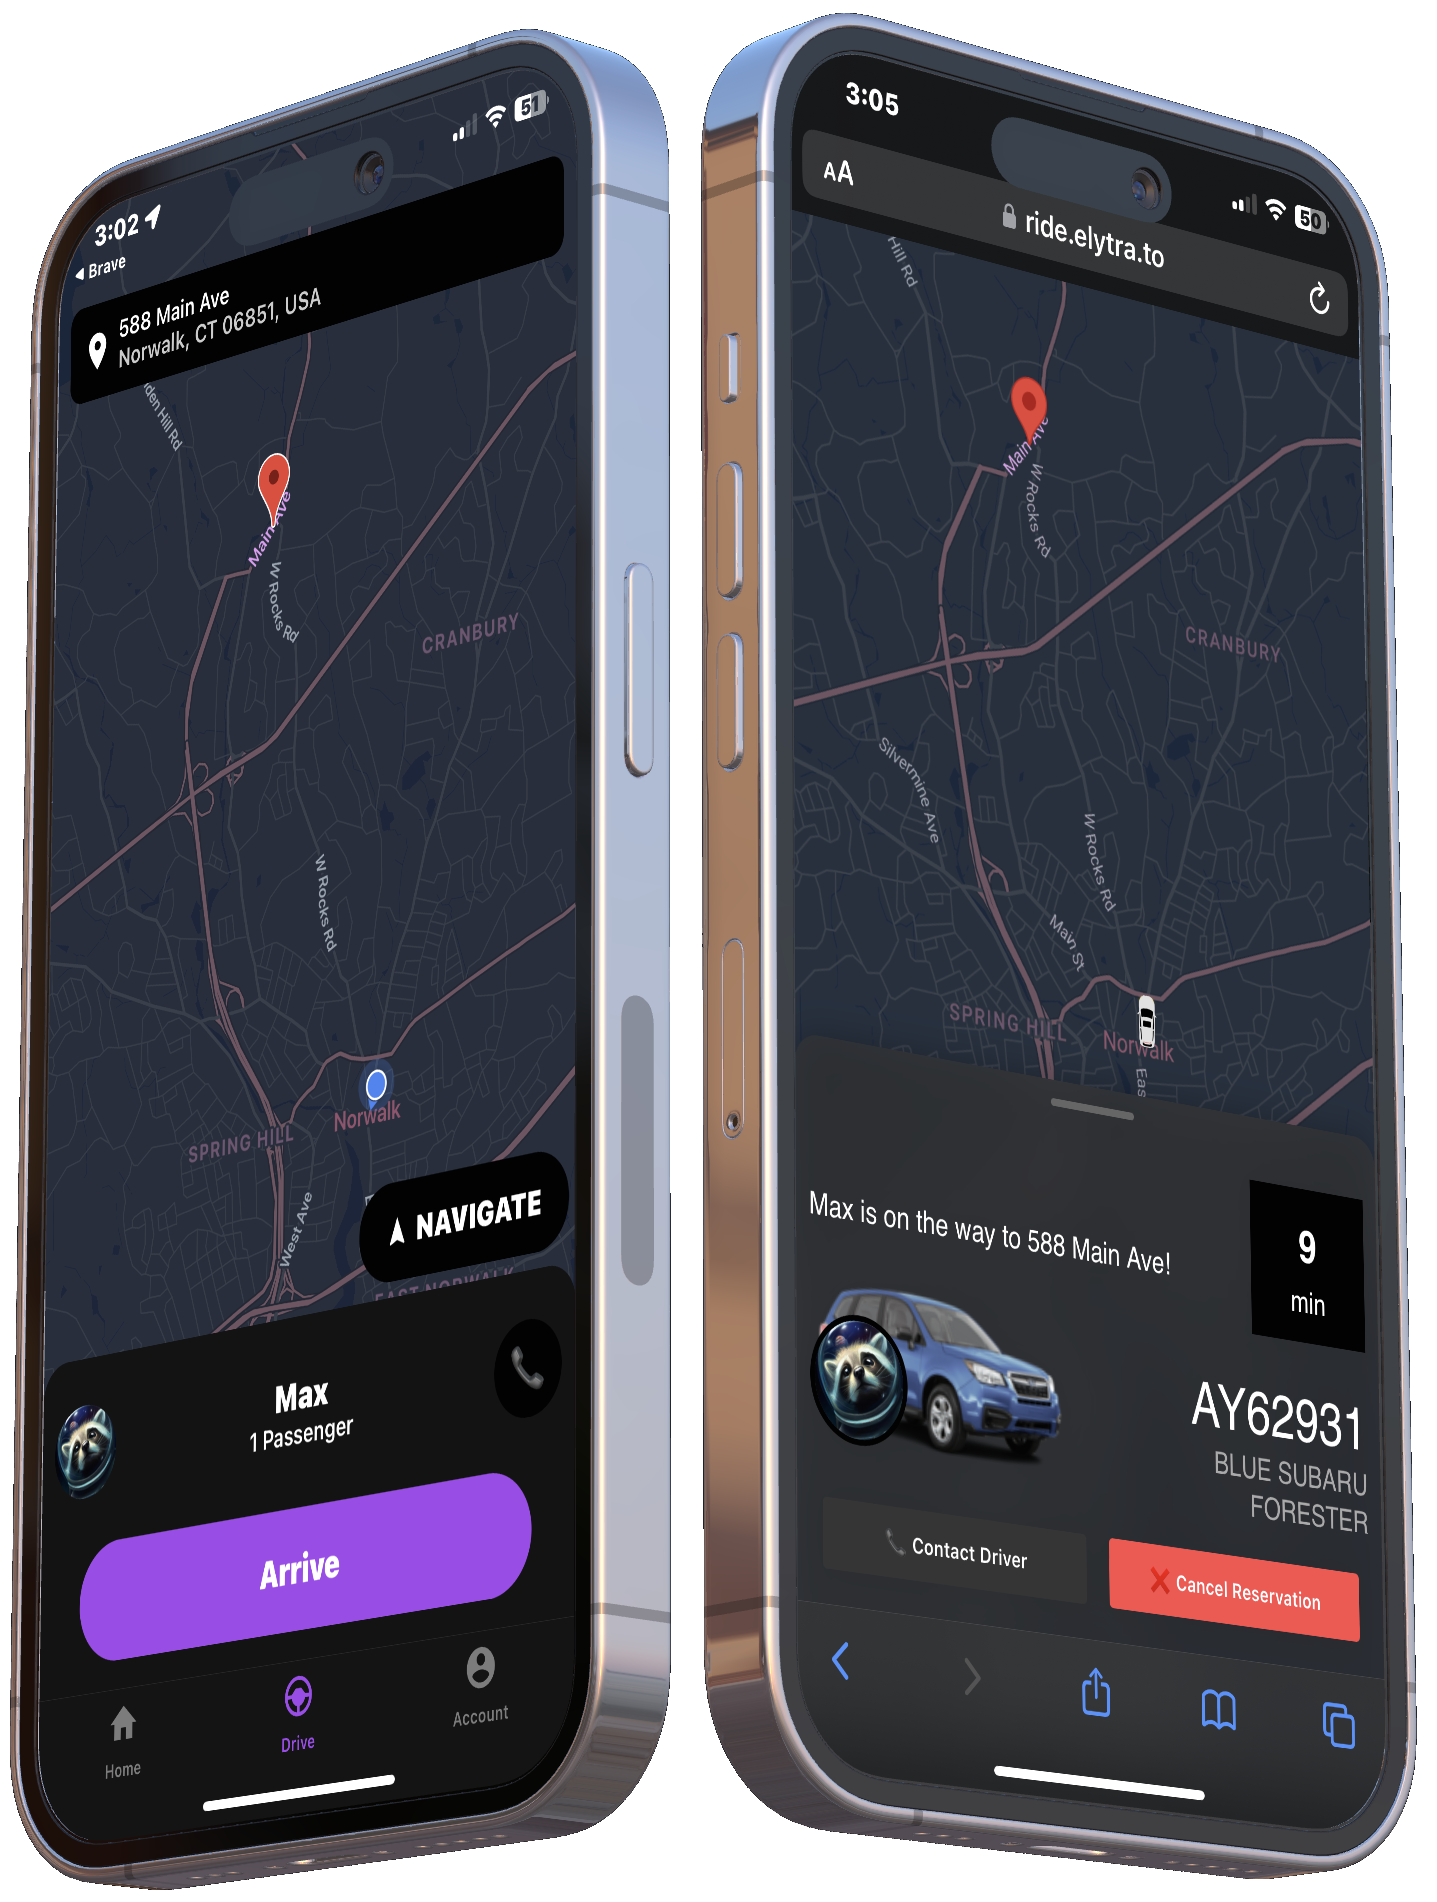 3:02
51
Brave
588 Main Ave
Norwalk, CT 06851, USA
Hill Rd
Main Ave
W Rocks Rd
CRANBURY
W Rocks Rd
Norwalk
SPRING HILL
West Ave
NAVIGATE
EAST NORWALK
Max
1 Passenger
Arrive
Home
Drive
Account
3:05
50
AA
ride.elytra.to
Hill Rd
Main Ave
W Rocks Rd
CRANBURY
Silvermine Ave
W Rocks Rd
Main St
SPRING HILL
Norwalk
Eas
Max is on the way to 588 Main Ave!
9
min
AY62931
BLUE SUBARU
FORESTER
Contact Driver
Cancel Reservation